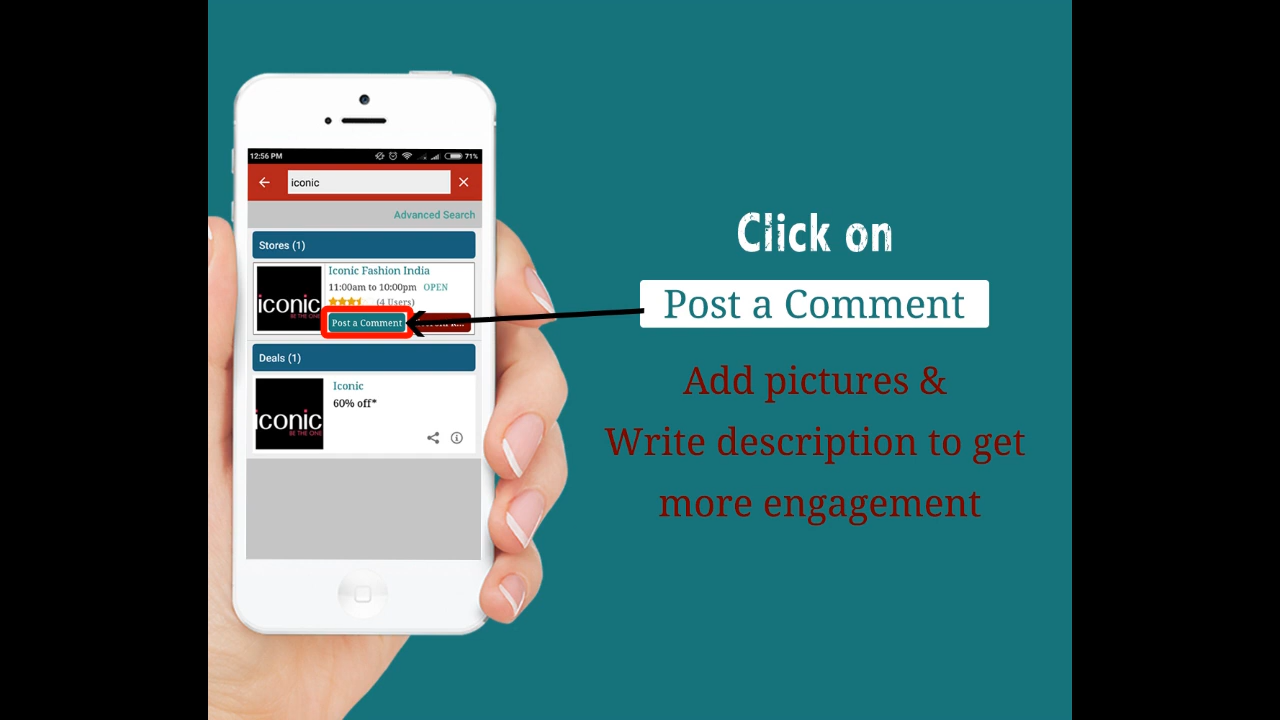 12:56 PM
71%
iconic
Advanced Search
Stores (1)
iconic
BE THE ONE
Iconic Fashion India
11:00am to 10:00pm OPEN
(4 Users)
Post a Comment
Deals (1)
iconic
BE THE ONE
Iconic
60% off*
Click on
Post a Comment
Add pictures &
Write description to get
more engagement